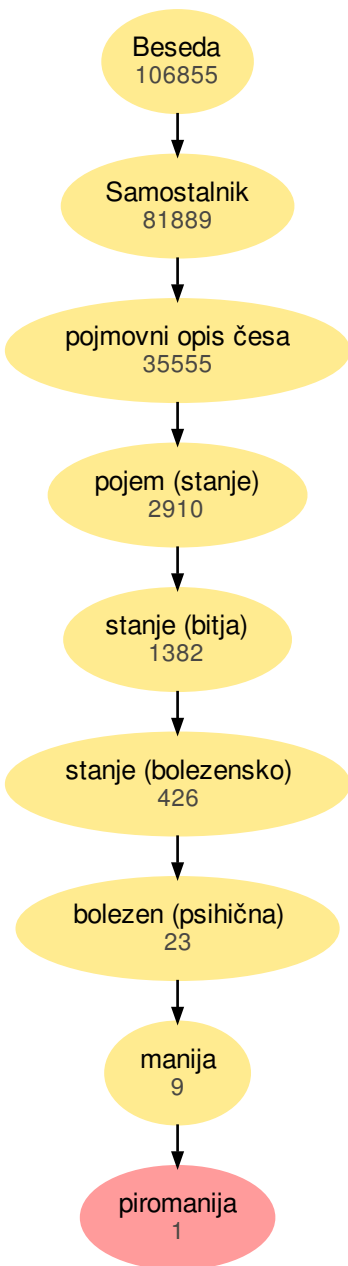 Beseda
106855
Samostalnik
81889
pojmovni opis česa
35555
pojem (stanje)
2910
stanje (bitja)
1382
stanje (bolezensko)
426
bolezen (psihična)
23
manija
9
piromanija
1